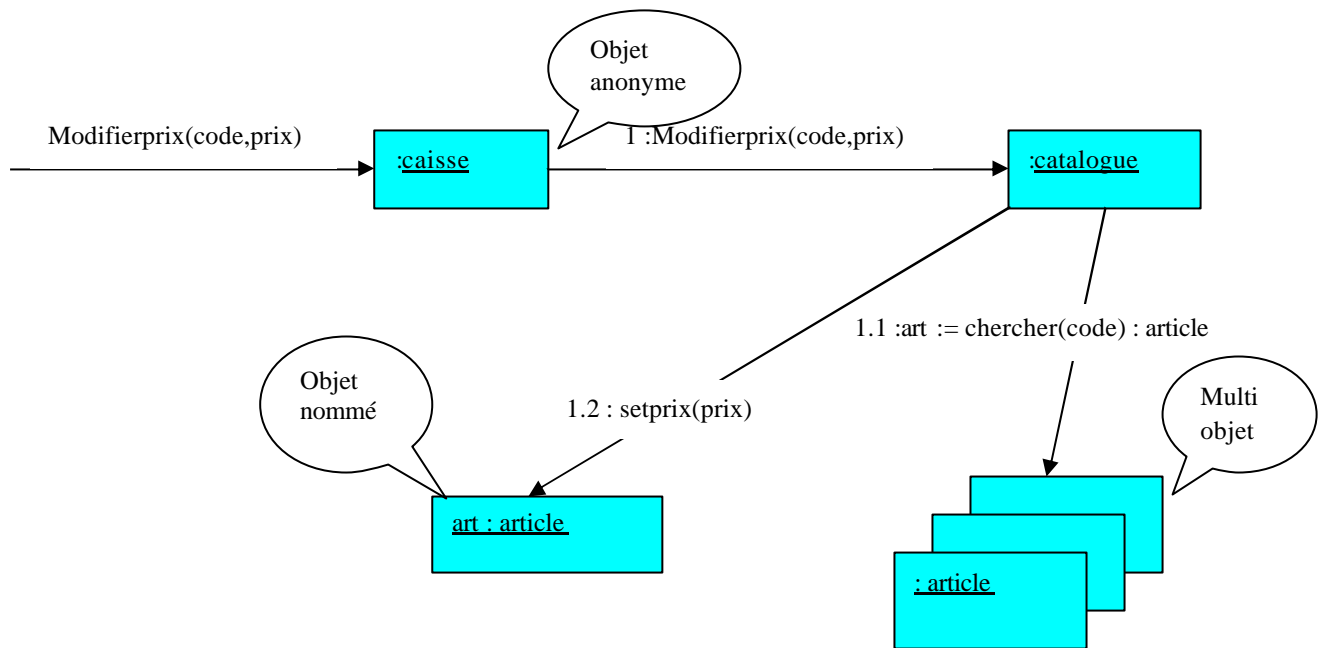 Objet
anonyme
Modifierprix(code,prix)
1 :Modifierprix(code,prix)
:caisse
:catalogue
1.1 :art := chercher(code) : article
Objet
nommé
1.2 : setprix(prix)
Multi
objet
art : article
: article